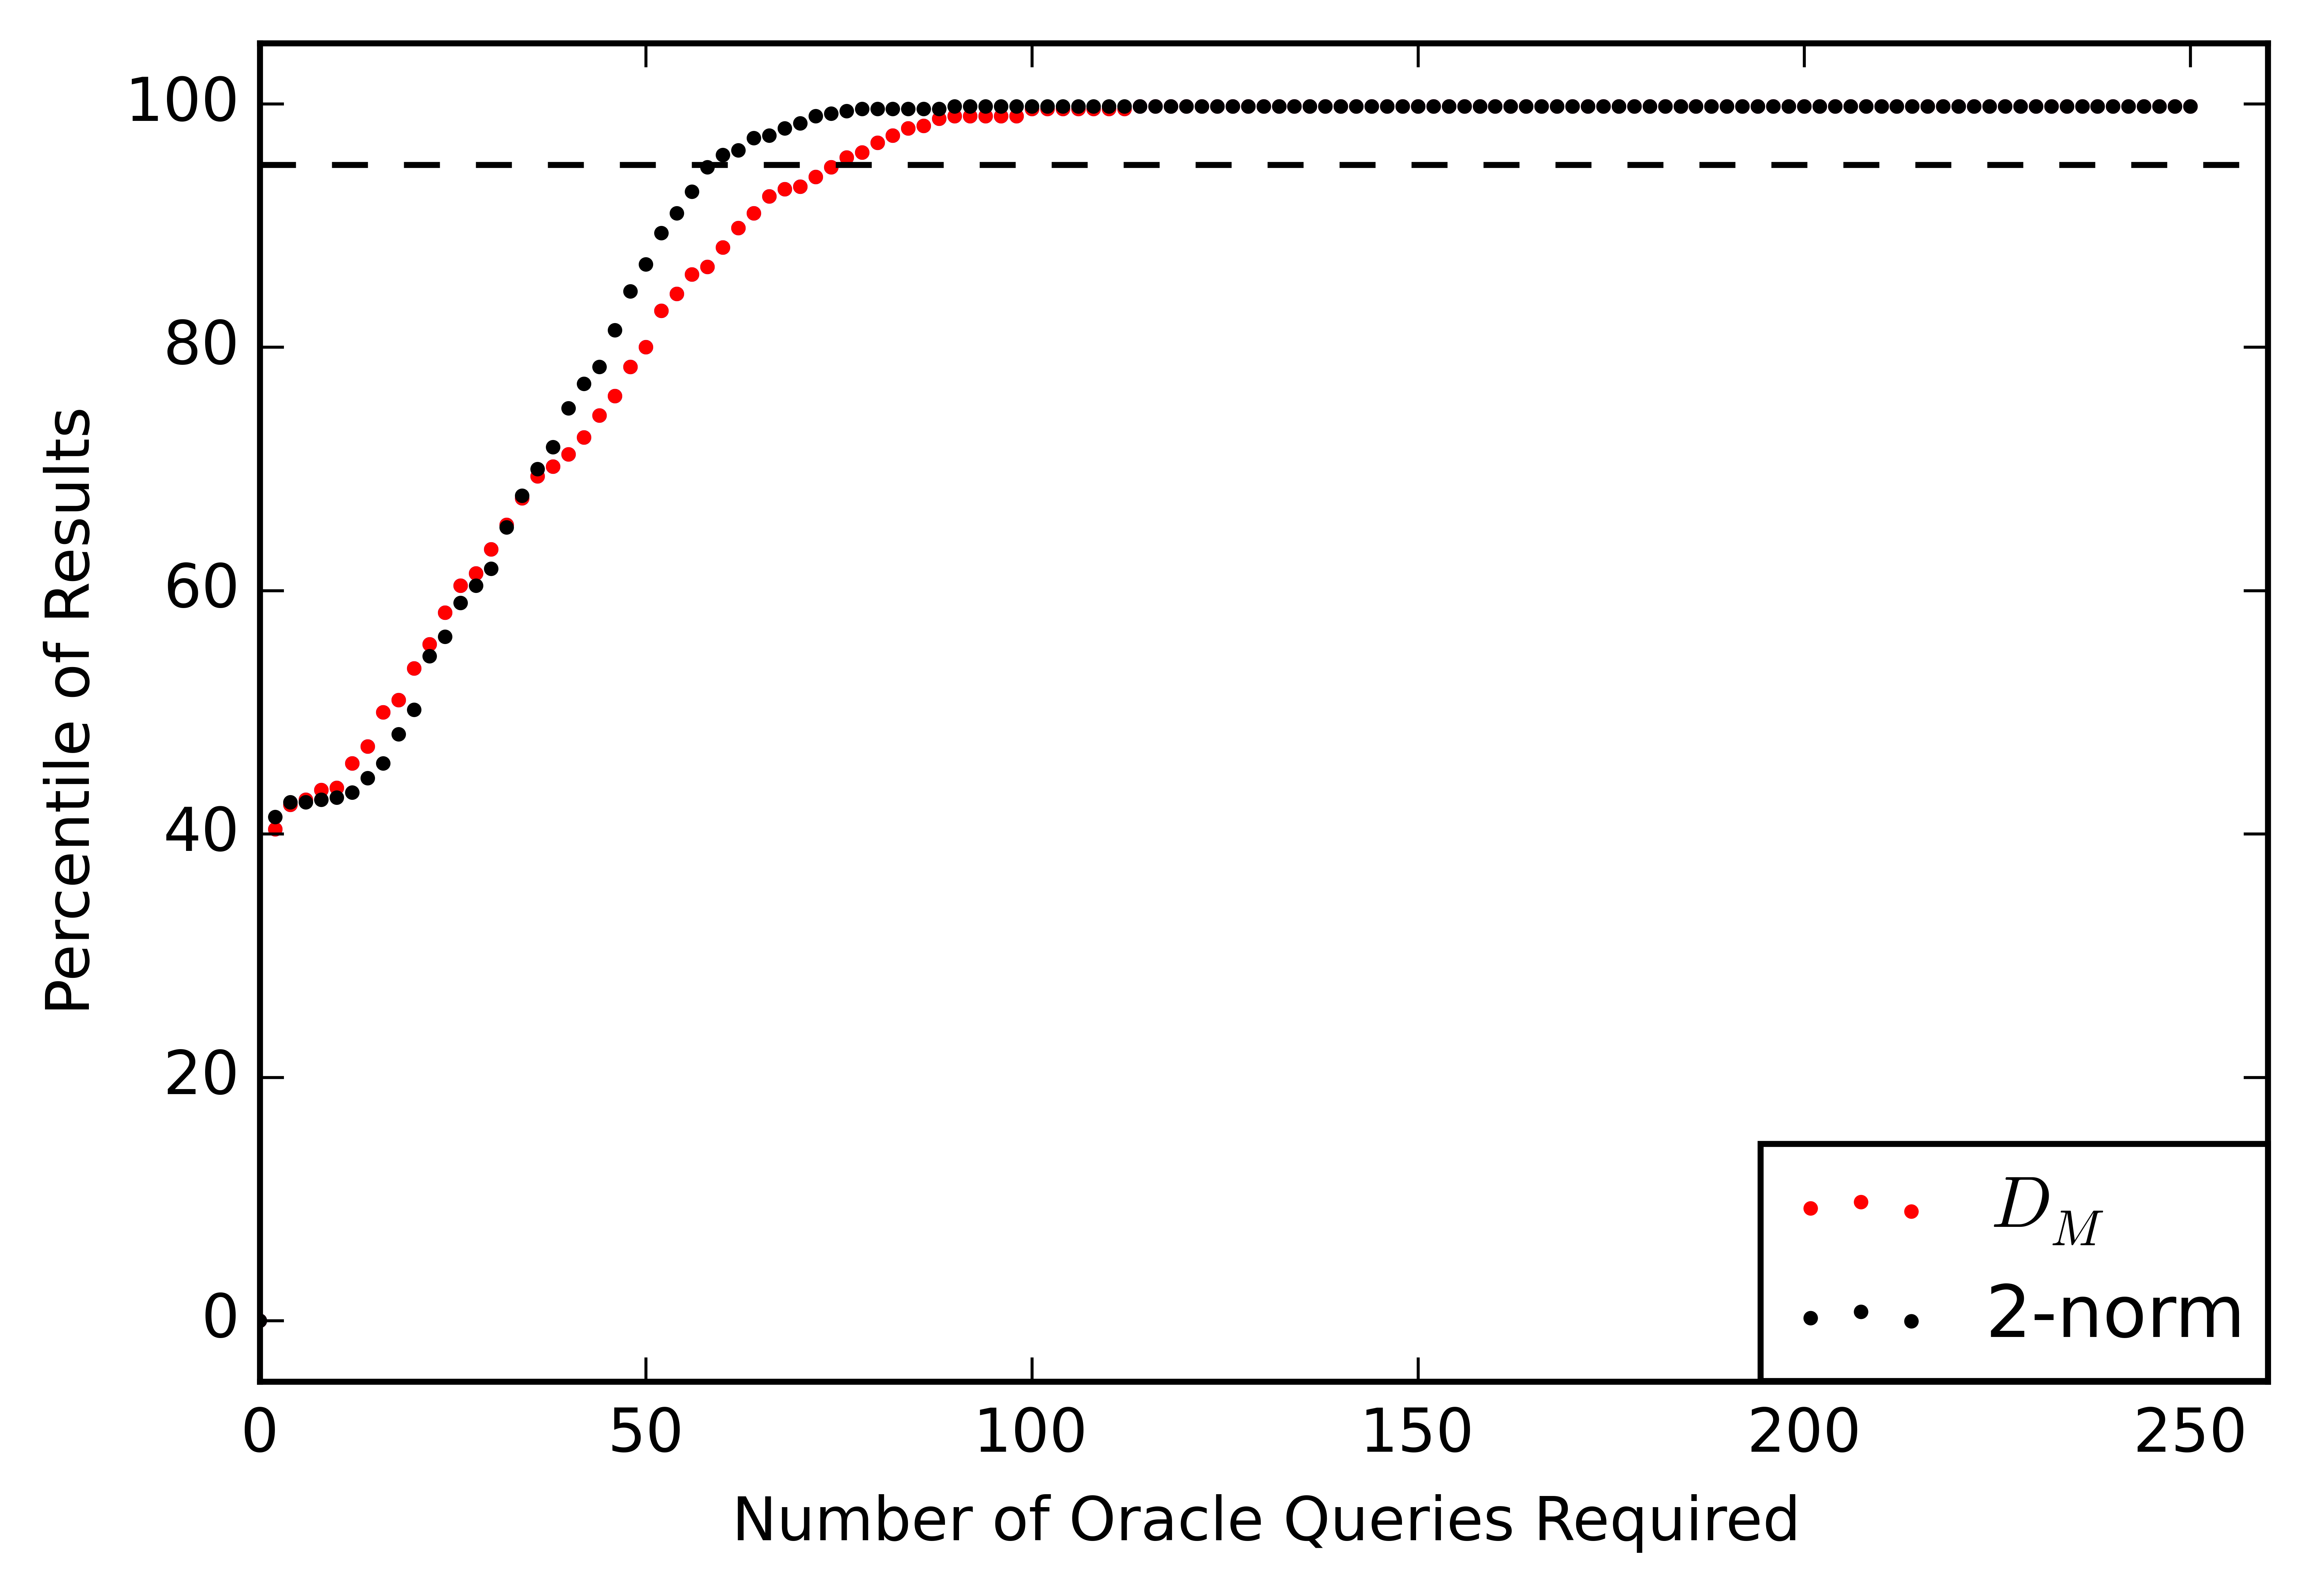 100
80
60
40
20
0
Percentile of Results
0 50 100 150 200 250
Number of Oracle Queries Required
D_M
2-norm